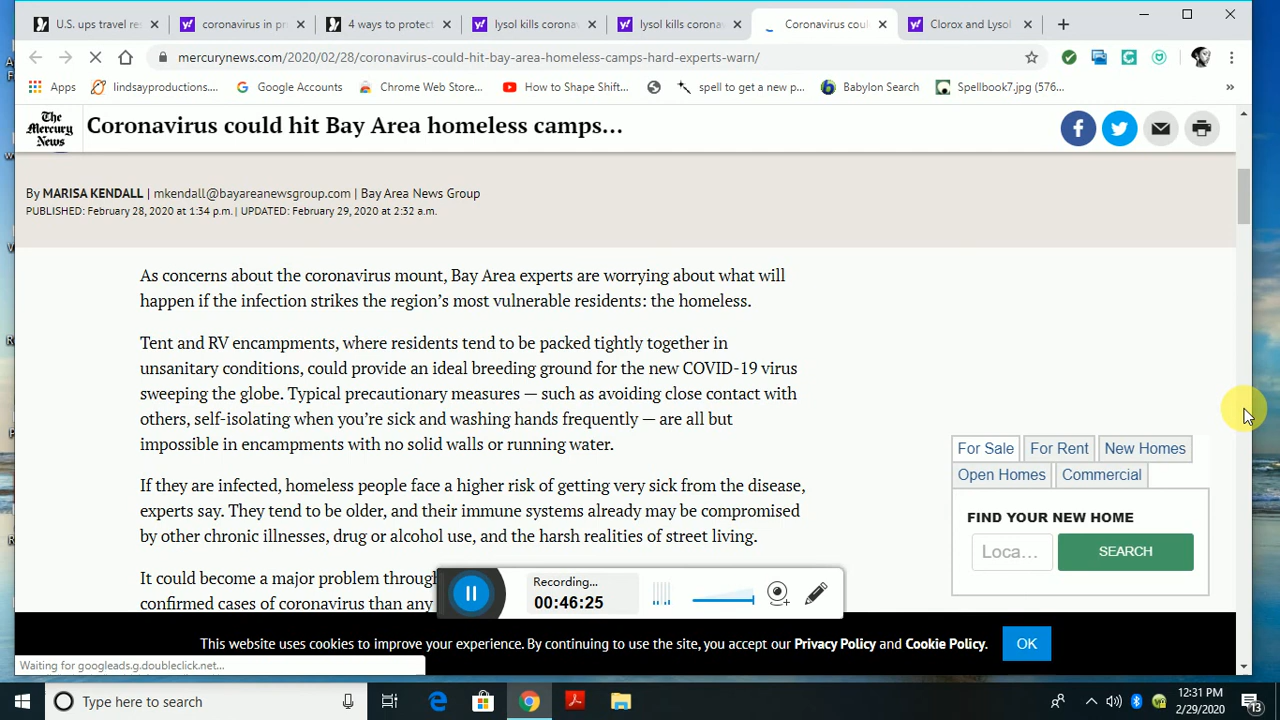 U.S. ups travel res
coronavirus in pr
4 ways to protect
lysol kills corona
lysol kills corona
Coronavirus coul
Clorox and Lysol
mercurynews.com/2020/02/28/coronavirus-could-hit-bay-area-homeless-camps-hard-experts-warn/
Apps
lindsayproductions....
Google Accounts
Chrome Web Store...
How to Shape Shift...
spell to get a new p...
Babylon Search
Spellbook7.jpg (576...
The
Mercury
News
Coronavirus could hit Bay Area homeless camps...
By MARISA KENDALL | mkendall@bayareanewsgroup.com | Bay Area News Group
PUBLISHED: February 28, 2020 at 1:34 p.m. | UPDATED: February 29, 2020 at 2:32 a.m.
As concerns about the coronavirus mount, Bay Area experts are worrying about what will
happen if the infection strikes the region's most vulnerable residents: the homeless.
Tent and RV encampments, where residents tend to be packed tightly together in
unsanitary conditions, could provide an ideal breeding ground for the new COVID-19 virus
sweeping the globe. Typical precautionary measures — such as avoiding close contact with
others, self-isolating when you're sick and washing hands frequently — are all but
impossible in encampments with no solid walls or running water.
If they are infected, homeless people face a higher risk of getting very sick from the disease,
experts say. They tend to be older, and their immune systems already may be compromised
by other chronic illnesses, drug or alcohol use, and the harsh realities of street living.
It could become a major problem through
confirmed cases of coronavirus than any
For Sale
For Rent
New Homes
Open Homes
Commercial
FIND YOUR NEW HOME
Loca...
SEARCH
Recording...
00:46:25
This website uses cookies to improve your experience. By continuing to use the site, you accept our Privacy Policy and Cookie Policy.
OK
Waiting for googleads.g.doubleclick.net...
Type here to search
12:31 PM
2/29/2020
13